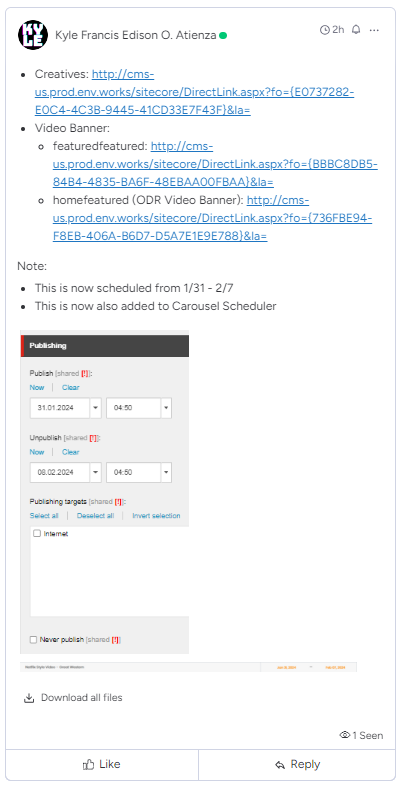 KY
LE
Kyle Francis Edison O. Atienza
2h
Creatives: http://cms-
us.prod.env.works/sitecore/DirectLink.aspx?fo={E0737282-
E0C4-4C3B-9445-41CD33E7F43F}&la=
Video Banner:
featuredfeatured: http://cms-
us.prod.env.works/sitecore/DirectLink.aspx?fo={BBBC8DB5-
84B4-4835-BA6F-48EBAA00FBAA}&la=
homefeatured (ODR Video Banner): http://cms-
us.prod.env.works/sitecore/DirectLink.aspx?fo={736FBE94-
F8EB-406A-B6D7-D5A7E1E9E788}&la=
Note:
This is now scheduled from 1/31 - 2/7
This is now also added to Carousel Scheduler
Publishing
Publish [shared [!]]:
Now | Clear
31.01.2024 04:50
Unpublish [shared [!]]:
Now | Clear
08.02.2024 04:50
Publishing targets [shared [!]]:
Select all | Deselect all | Invert selection
Internet
Never publish [shared [!]]
Download all files
1 Seen
Like
Reply